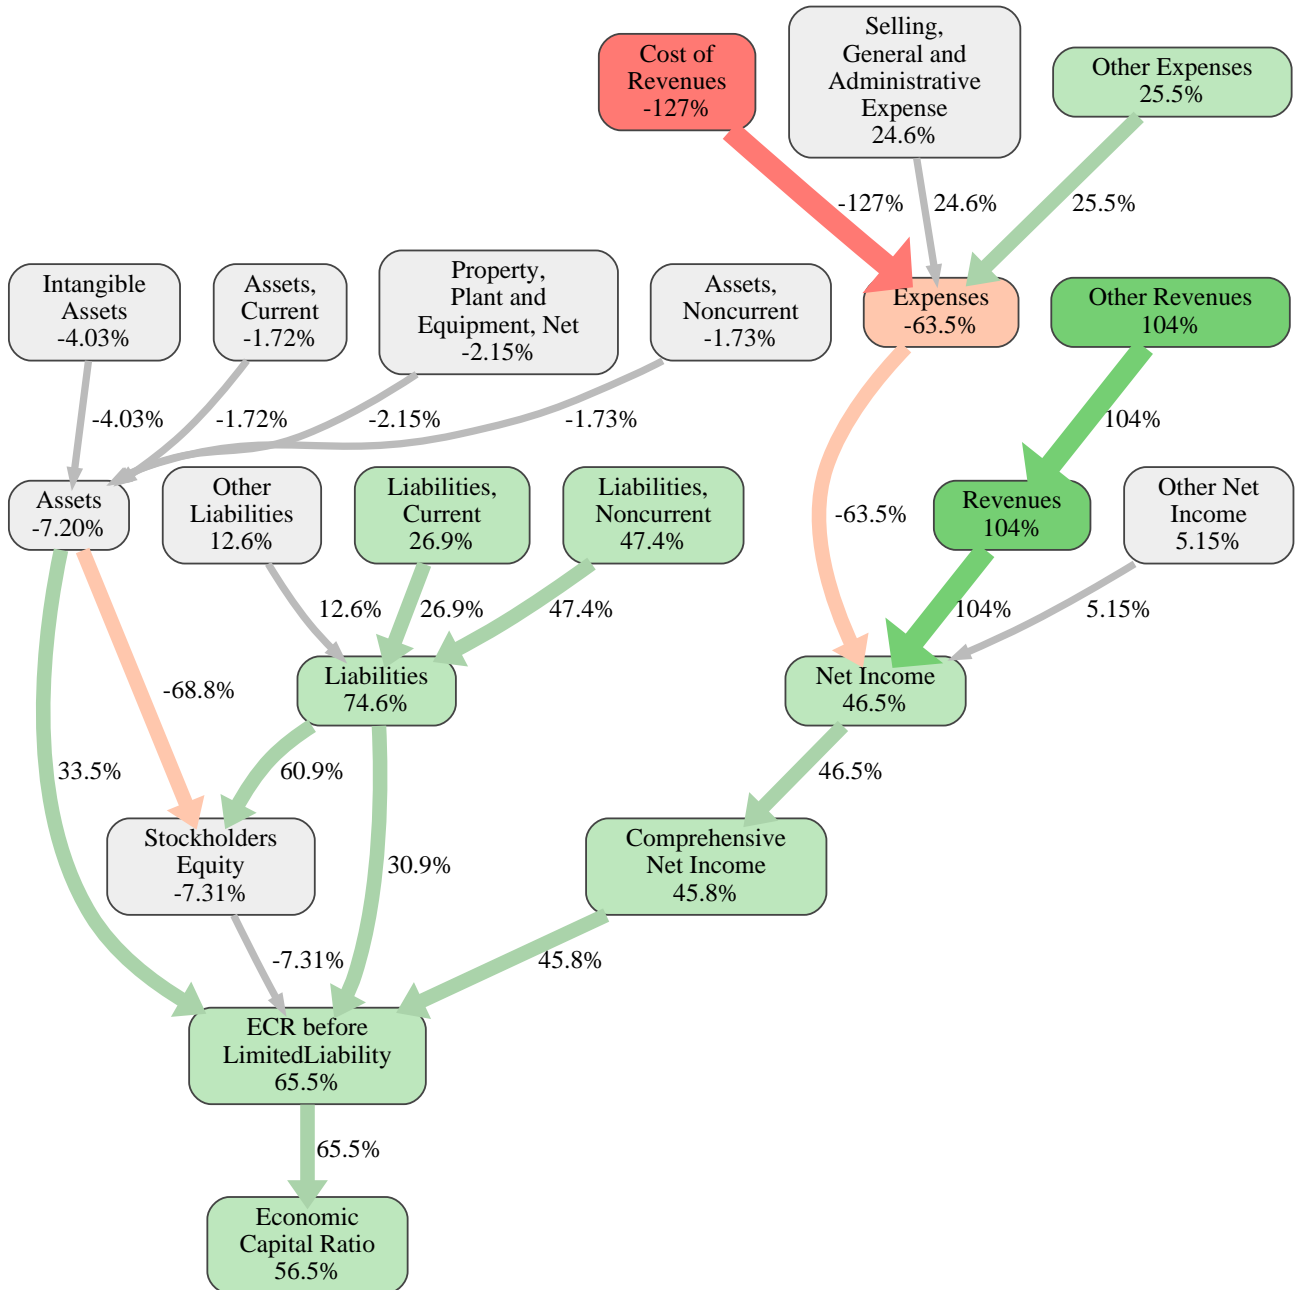 Cost of
Revenues
-127%
Selling,
General and
Administrative
Expense
24.6%
Other Expenses
25.5%
-127%
24.6%
25.5%
Intangible
Assets
-4.03%
Assets,
Current
-1.72%
Property,
Plant and
Equipment, Net
-2.15%
Assets,
Noncurrent
-1.73%
Expenses
-63.5%
Other Revenues
104%
-4.03%
-1.72%
-2.15%
-1.73%
104%
Assets
-7.20%
Other
Liabilities
12.6%
Liabilities,
Current
26.9%
Liabilities,
Noncurrent
47.4%
-63.5%
Revenues
104%
Other Net
Income
5.15%
12.6%
26.9%
47.4%
104%
5.15%
-68.8%
Liabilities
74.6%
Net Income
46.5%
33.5%
60.9%
46.5%
Stockholders
Equity
-7.31%
30.9%
Comprehensive
Net Income
45.8%
-7.31%
45.8%
ECR before
LimitedLiability
65.5%
65.5%
Economic
Capital Ratio
56.5%